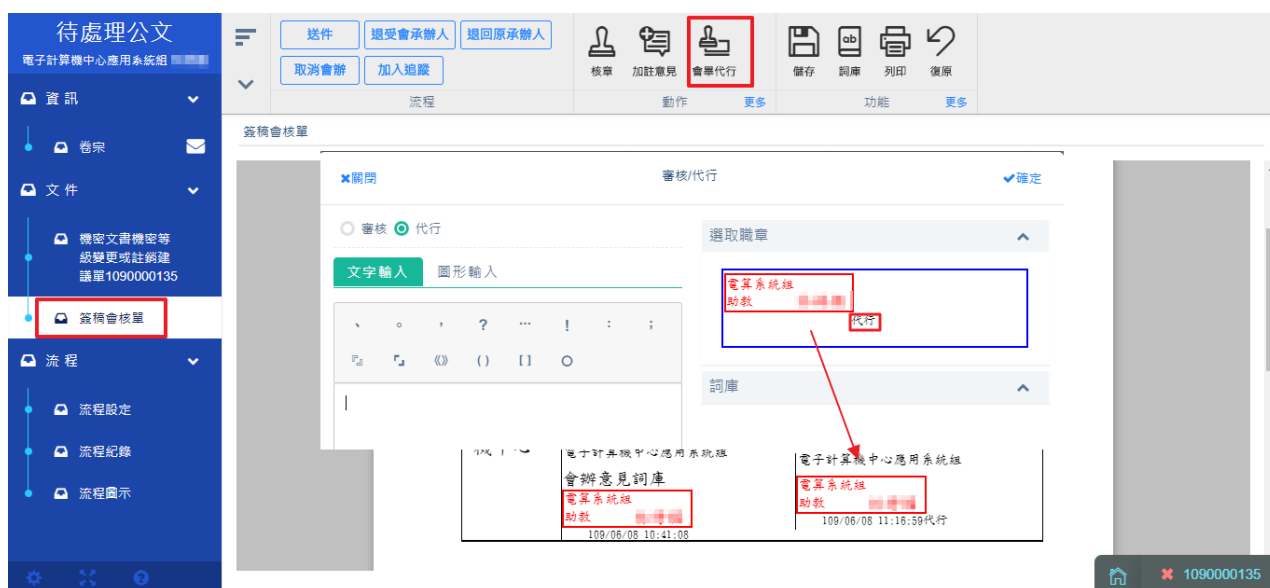 待處理公文
電子計算機中心應用系統組
資訊
卷宗
文件
機密文書機密等
級變更或註銷建
議單1090000135
簽稿會核單
流程
流程設定
流程紀錄
流程圖示
送件 退受會承辦人 退回原承辦人
取消會辦 加入追蹤
流程
核章 加註意見 會畢代行
動作 更多
儲存 詞庫 列印 復原
功能 更多
簽稿會核單
✖關閉 審核/代行 ✔確定
審核 代行
文字輸入 圖形輸入
、 。 , ? … ! : ;
『』 「」 《》 ( ) [ ] ○
選取職章
電算系統組
助教
代行
詞庫
電子計算機中心應用系統組
會辦意見詞庫
電算系統組
助教
109/06/08 10:41:08
電子計算機中心應用系統組
電算系統組
助教
109/06/08 11:16:59代行
✖ 1090000135